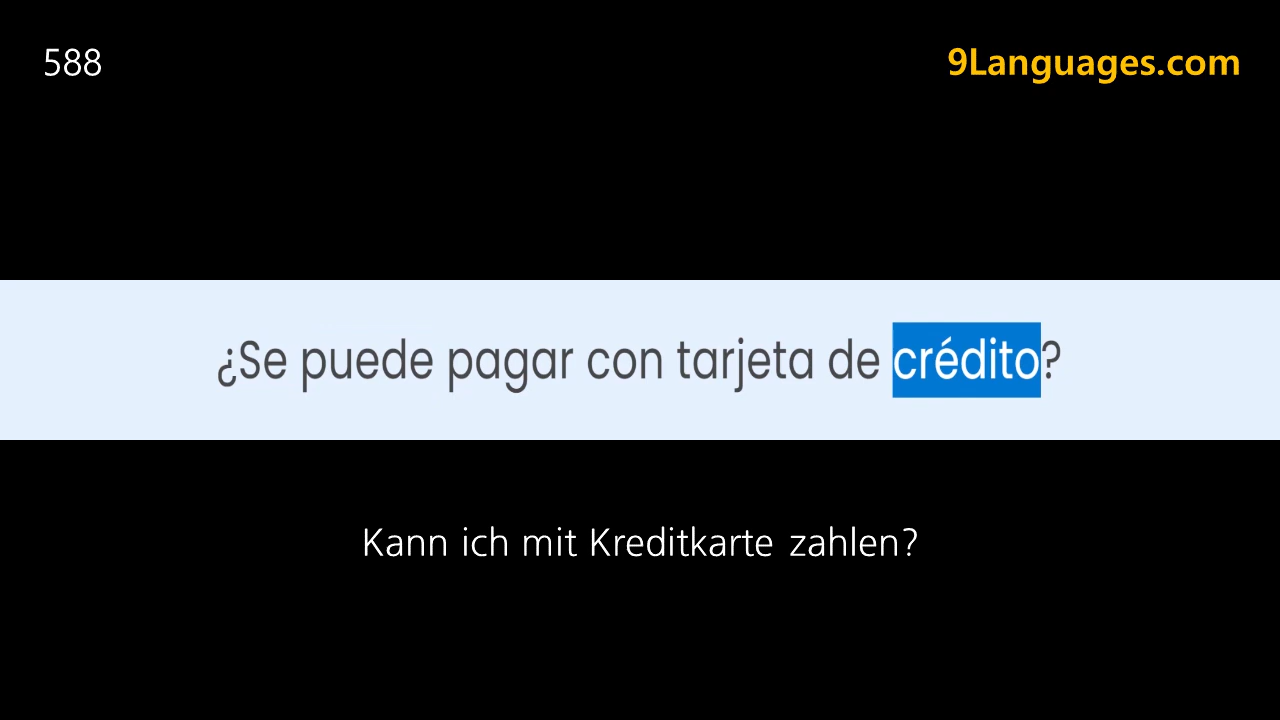 588
9Languages.com
¿Se puede pagar con tarjeta de crédito?
Kann ich mit Kreditkarte zahlen?